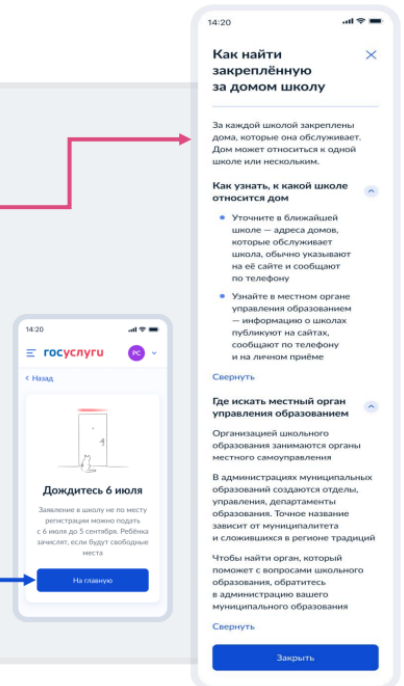 14:20
госуслуги
РС
Назад
Дождитесь 6 июля
Заявление в школу не по месту
регистрации можно подать
с 6 июля до 5 сентября. Ребёнка
зачислят, если будут свободные
места
На главную
14:20
Как найти
закреплённую
за домом школу
За каждой школой закреплены
дома, которые она обслуживает.
Дом может относиться к одной
школе или нескольким.
Как узнать, к какой школе
относится дом
Уточните в ближайшей
школе — адреса домов,
которые обслуживает
школа, обычно указывают
на её сайте и сообщают
по телефону
Узнайте в местном органе
управления образованием
— информацию о школах
публикуют на сайтах,
сообщают по телефону
и на личном приёме
Свернуть
Где искать местный орган
управления образованием
Организацией школьного
образования занимаются органы
местного самоуправления
В администрациях муниципальных
образований создаются отделы,
управления, департаменты
образования. Точное название
зависит от муниципалитета
и сложившихся в регионе традиций
Чтобы найти орган, который
поможет с вопросами школьного
образования, обратитесь
в администрацию вашего
муниципального образования
Свернуть
Закрыть